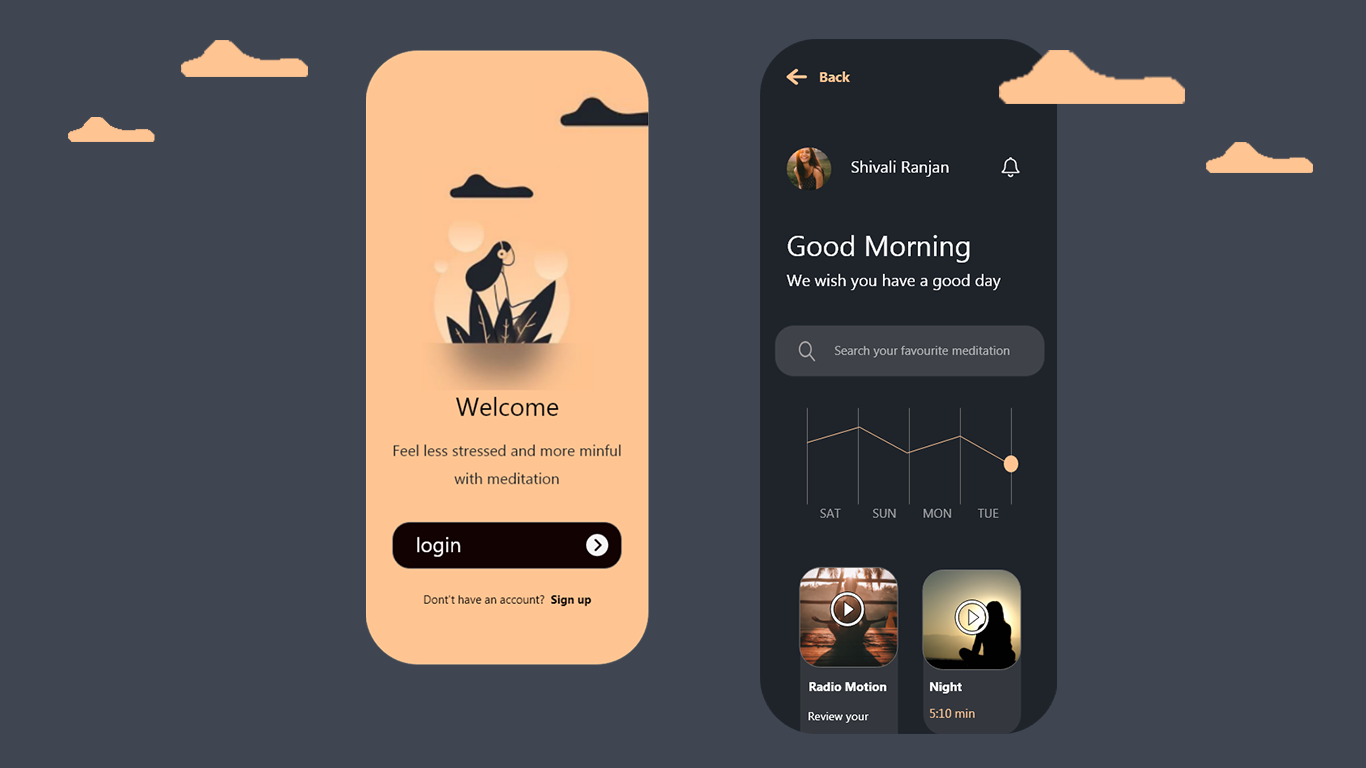 Welcome
Feel less stressed and more minful
with meditation
login
Dont't have an account? Sign up
Back
Shivali Ranjan
Good Morning
We wish you have a good day
Search your favourite meditation
SAT SUN MON TUE
Radio Motion
Review your
Night
5:10 min